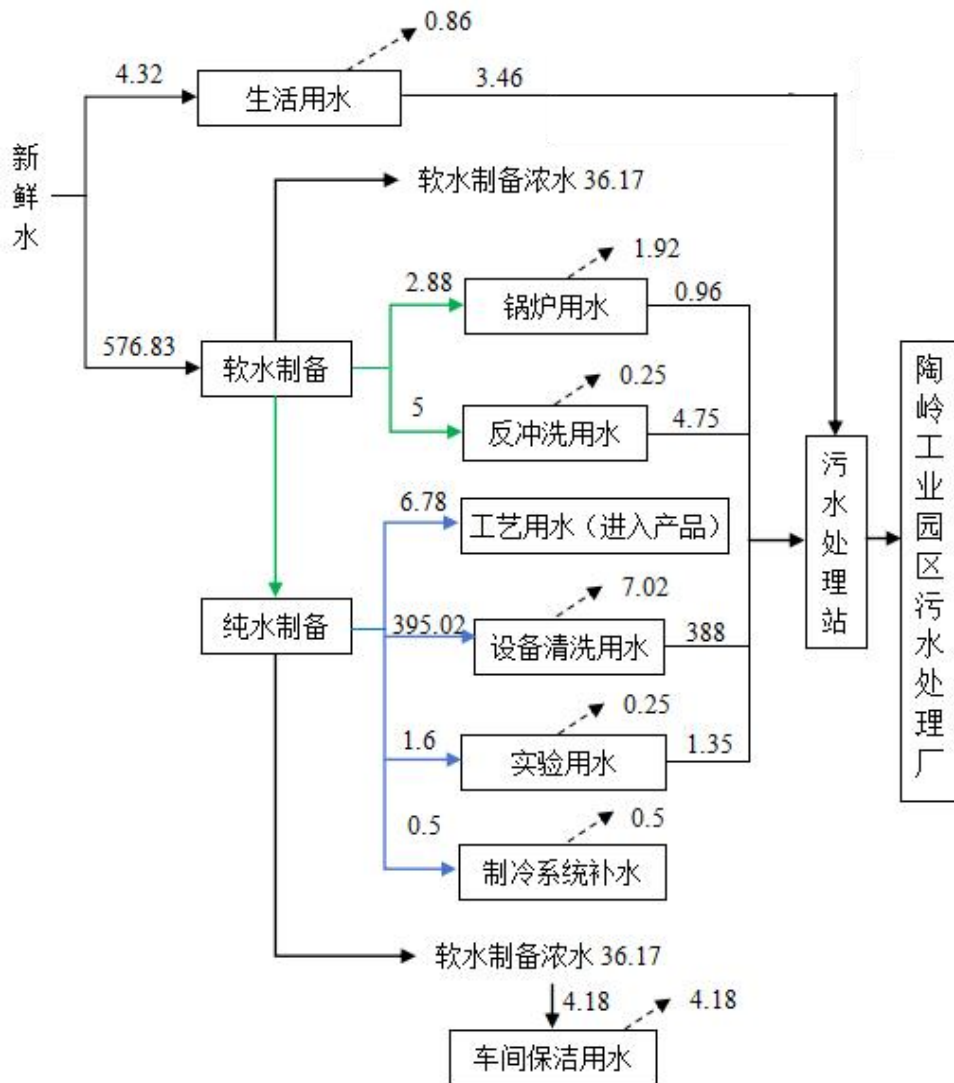 0.86
4.32
生活用水
3.46
新鲜水
软水制备浓水 36.17
1.92
2.88
锅炉用水
0.96
576.83
软水制备
0.25
5
反冲洗用水
4.75
6.78
工艺用水（进入产品）
7.02
纯水制备
395.02
设备清洗用水
388
0.25
1.6
实验用水
1.35
0.5
0.5
制冷系统补水
污水处理站
陶岭工业园区污水处理厂
软水制备浓水 36.17
4.18
4.18
车间保洁用水